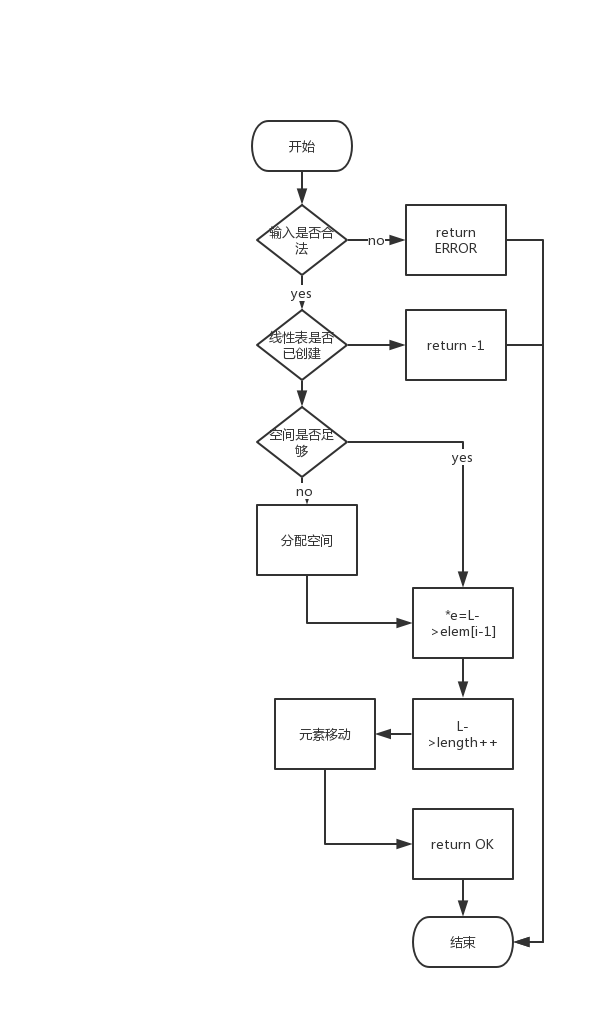 开始
输入是否合
法
no
return
ERROR
yes
线性表是否
已创建
return -1
空间是否足
够
yes
no
分配空间
*e=L-
>elem[i-1]
元素移动
L-
>length++
return OK
结束